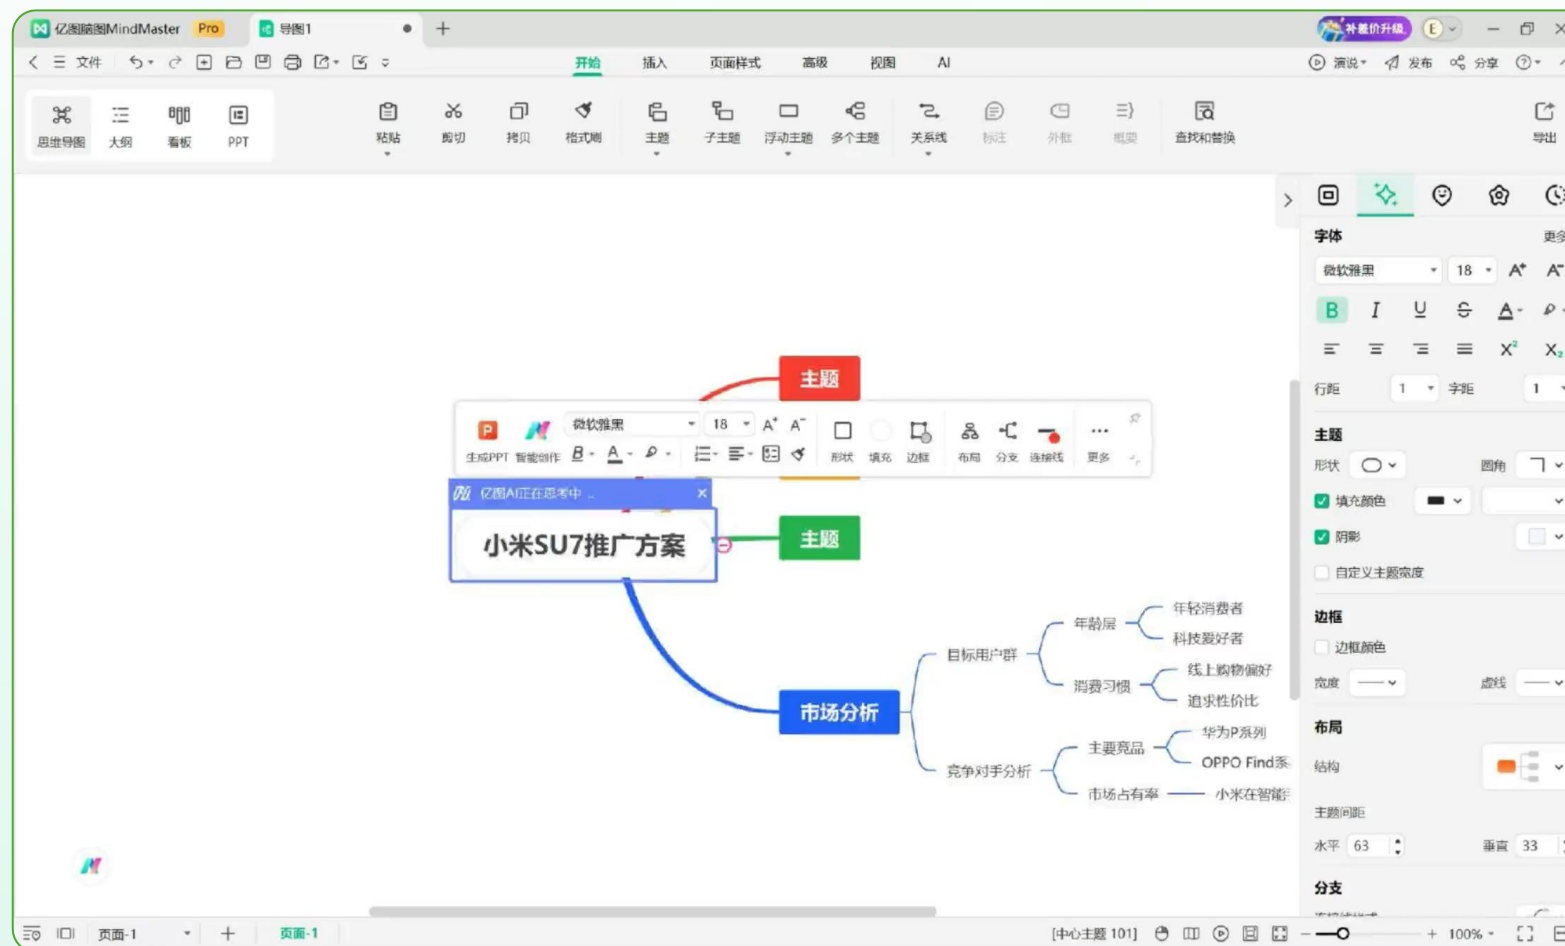 亿图脑图MindMaster Pro 导图1 补差价升级 E
文件 开始 插入 页面样式 高级 视图 AI 演说 发布 分享
思维导图 大纲 看板 PPT 粘贴 剪切 拷贝 格式刷 主题 子主题 浮动主题 多个主题 关系线 标注 外框 概要 查找和替换 导出
字体 更多
微软雅黑 18 A+ A-
B I U S A
X² X₂
行距 1 字距 1
主题
形状 圆角
填充颜色
阴影
自定义主题宽度
边框
边框颜色
宽度 虚线
布局
结构
主题间距
水平 63 垂直 33
分支
主题
微软雅黑 18 A+ A-
B A
生成PPT 智能创作 形状 填充 边框 布局 分支 连接线 更多
亿图AI正在思考中 ..
小米SU7推广方案
主题
市场分析
目标用户群
年龄层
年轻消费者
科技爱好者
消费习惯
线上购物偏好
追求性价比
竞争对手分析
主要竞品
华为P系列
OPPO Find系
市场占有率
小米在智能
页面-1 页面-1 [中心主题 101] 100%